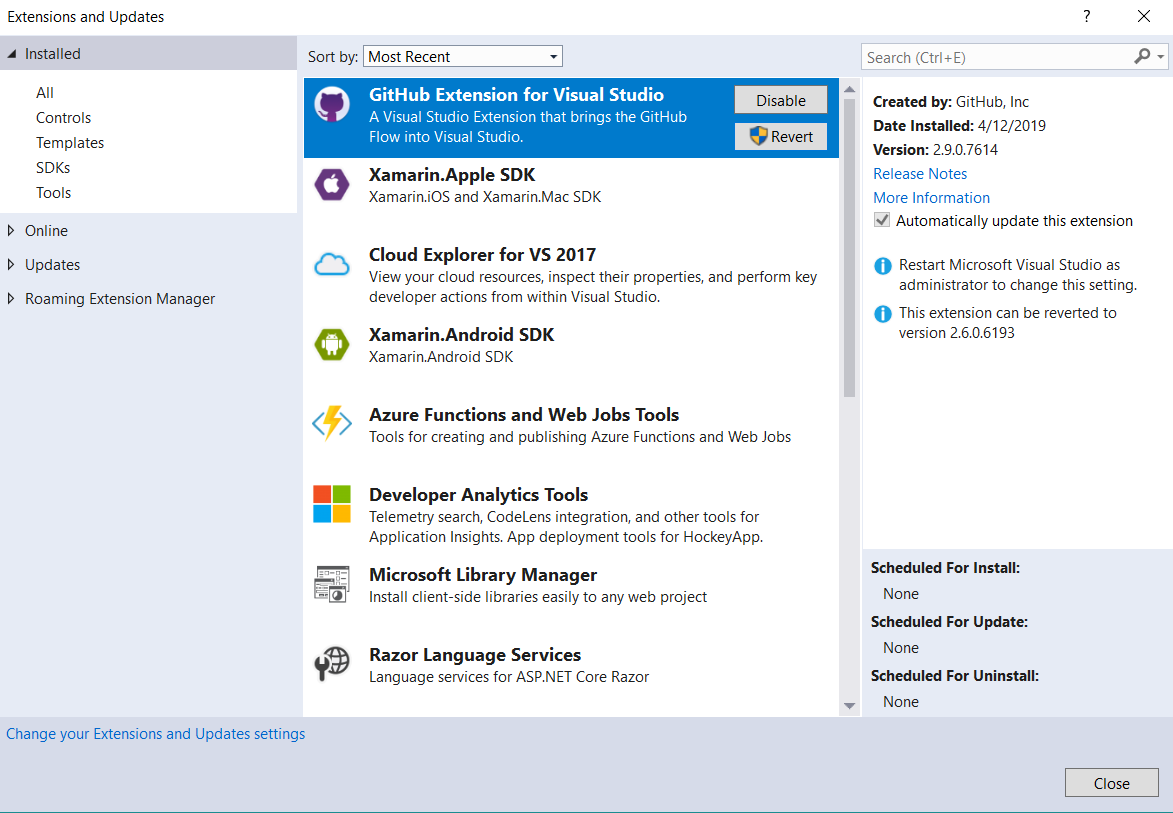 Extensions and Updates
?
Installed
All
Controls
Templates
SDKs
Tools
Online
Updates
Roaming Extension Manager
Sort by: Most Recent
GitHub Extension for Visual Studio
A Visual Studio Extension that brings the GitHub
Flow into Visual Studio.
Disable
Revert
Xamarin.Apple SDK
Xamarin.iOS and Xamarin.Mac SDK
Cloud Explorer for VS 2017
View your cloud resources, inspect their properties, and perform key
developer actions from within Visual Studio.
Xamarin.Android SDK
Xamarin.Android SDK
Azure Functions and Web Jobs Tools
Tools for creating and publishing Azure Functions and Web Jobs
Developer Analytics Tools
Telemetry search, CodeLens integration, and other tools for
Application Insights. App deployment tools for HockeyApp.
Microsoft Library Manager
Install client-side libraries easily to any web project
Razor Language Services
Language services for ASP.NET Core Razor
Search (Ctrl+E)
Created by: GitHub, Inc
Date Installed: 4/12/2019
Version: 2.9.0.7614
Release Notes
More Information
Automatically update this extension
Restart Microsoft Visual Studio as
administrator to change this setting.
This extension can be reverted to
version 2.6.0.6193
Scheduled For Install:
None
Scheduled For Update:
None
Scheduled For Uninstall:
None
Change your Extensions and Updates settings
Close